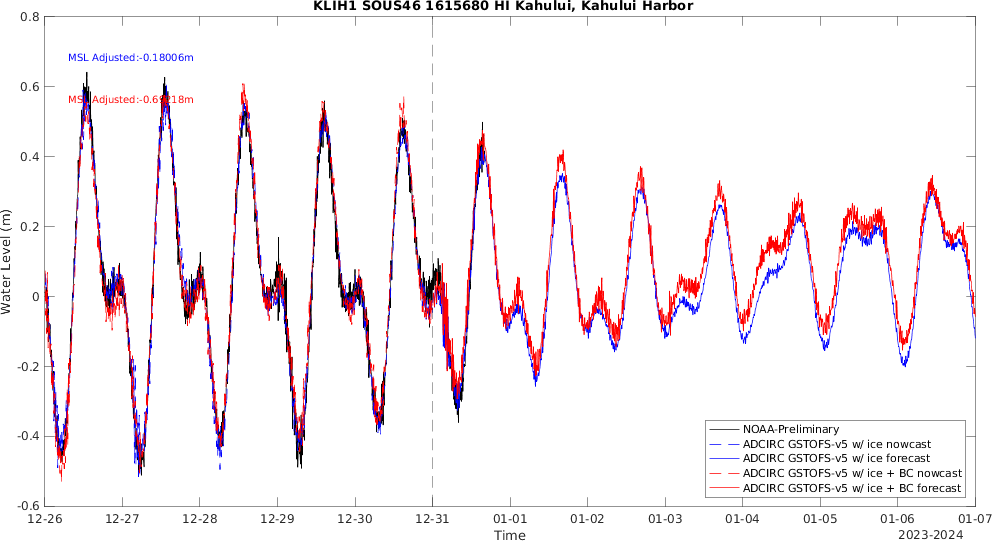 KLIH1 SOUS46 1615680 HI Kahului, Kahului Harbor
0.8
0.6
0.4
0.2
0
-0.2
-0.4
-0.6
Water Level (m)
MSL Adjusted:-0.18006m
MSL Adjusted:-0. 218m
NOAA-Preliminary
ADCIRC GSTOFS-v5 w/ ice nowcast
ADCIRC GSTOFS-v5 w/ ice forecast
ADCIRC GSTOFS-v5 w/ ice + BC nowcast
ADCIRC GSTOFS-v5 w/ ice + BC forecast
12-26 12-27 12-28 12-29 12-30 12-31 01-01 01-02 01-03 01-04 01-05 01-06 01-07
Time
2023-2024